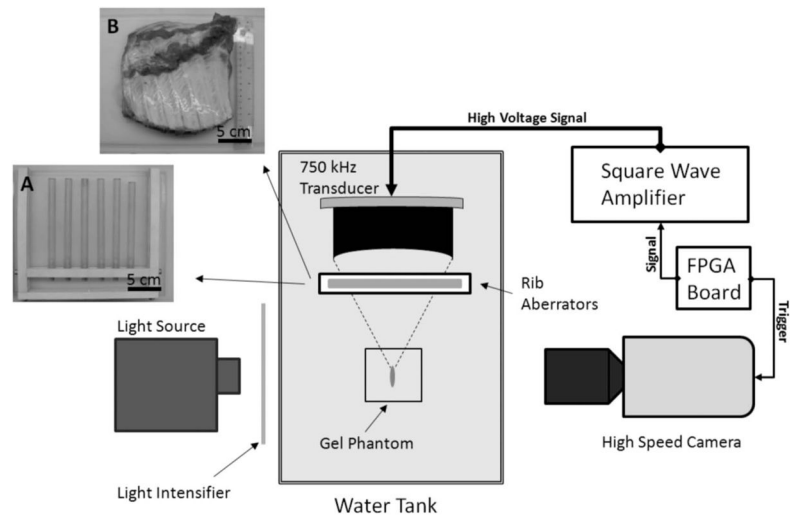 B
5 cm
A
5 cm
High Voltage Signal
750 kHz
Transducer
Square Wave
Amplifier
Signal
FPGA
Board
Trigger
Rib
Aberrators
Light Source
Gel Phantom
High Speed Camera
Light Intensifier
Water Tank